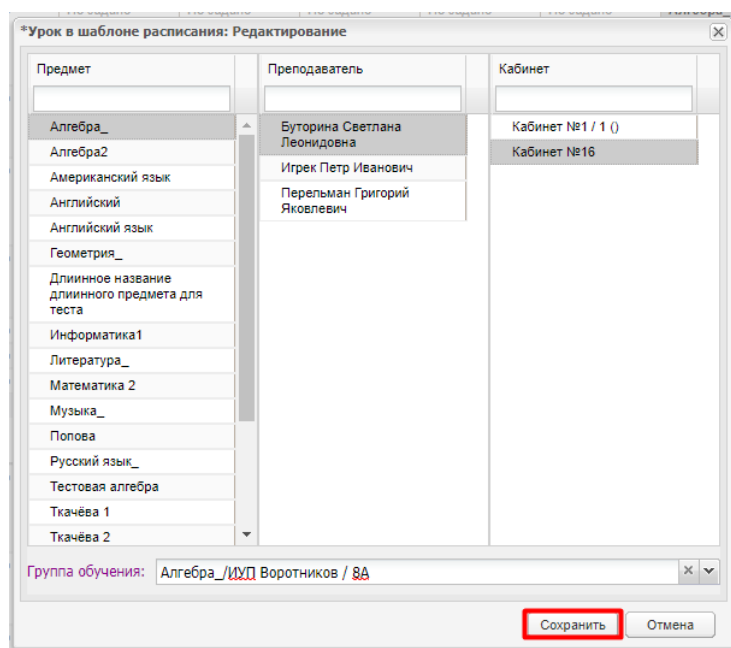 *Урок в шаблоне расписания: Редактирование
Предмет
Преподаватель
Кабинет
Алгебра_
Алгебра2
Американский язык
Английский
Английский язык
Геометрия_
Длиинное название
длиинного предмета для
теста
Информатика1
Литература_
Математика 2
Музыка_
Попова
Русский язык_
Тестовая алгебра
Ткачёва 1
Ткачёва 2
Буторина Светлана
Леонидовна
Игрек Петр Иванович
Перельман Григорий
Яковлевич
Кабинет №1 / 1 ()
Кабинет №16
Группа обучения: Алгебра_/ИУП Воротников / 8А
Сохранить
Отмена